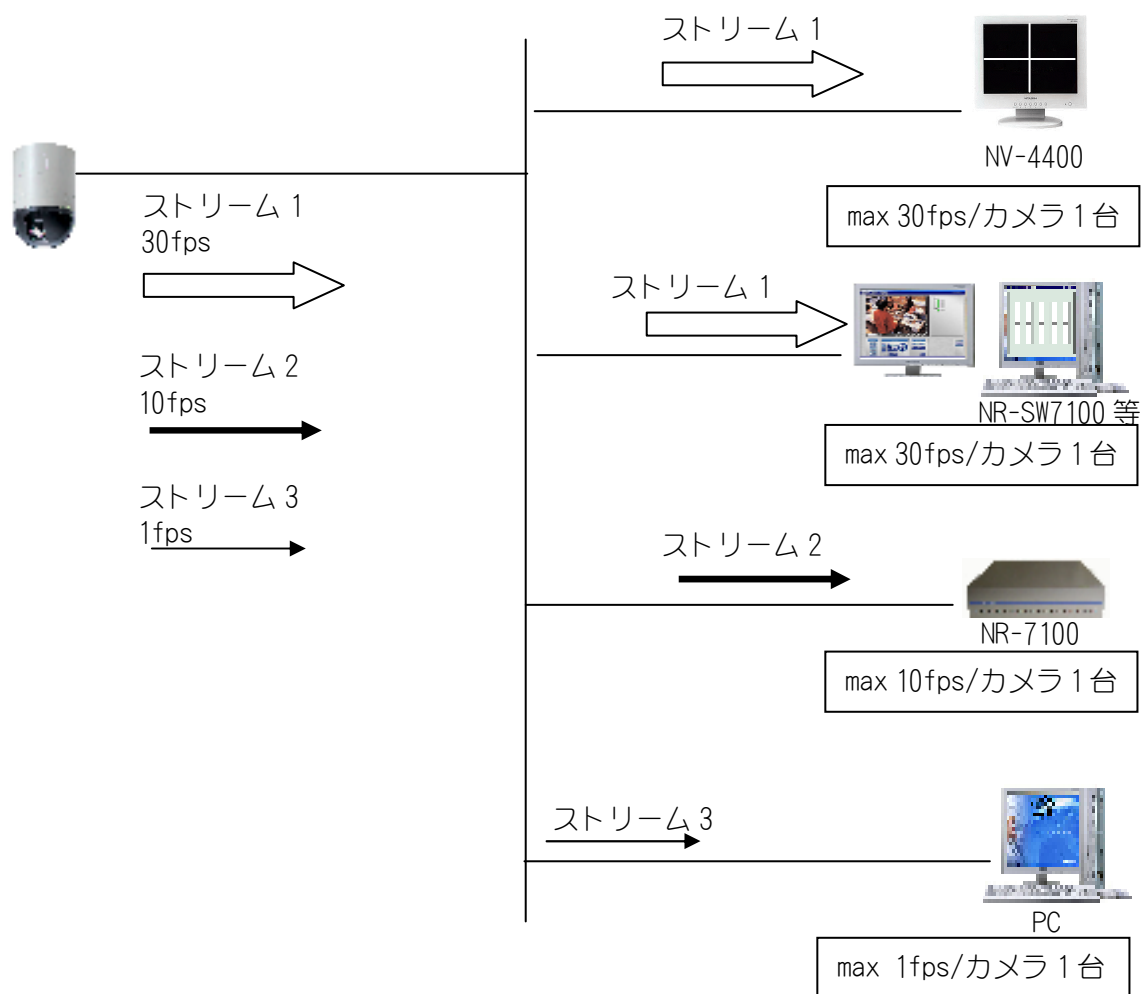 ストリーム 1
NV-4400
max 30fps/カメラ 1 台
ストリーム 1
30fps
ストリーム 2
10fps
ストリーム 3
1fps
ストリーム 1
NR-SW7100 等
max 30fps/カメラ 1 台
ストリーム 2
NR-7100
max 10fps/カメラ 1 台
ストリーム 3
PC
max 1fps/カメラ 1 台